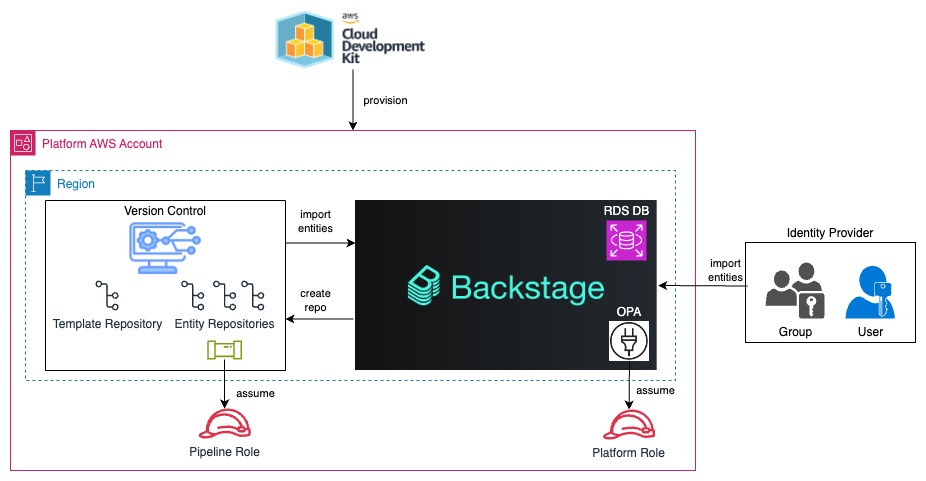 aws
Cloud
Development
Kit
provision
Platform AWS Account
Region
Version Control
Template Repository
Entity Repositories
import
entities
create
repo
RDS DB
Backstage
OPA
Identity Provider
import
entities
Group
User
assume
assume
Pipeline Role
Platform Role